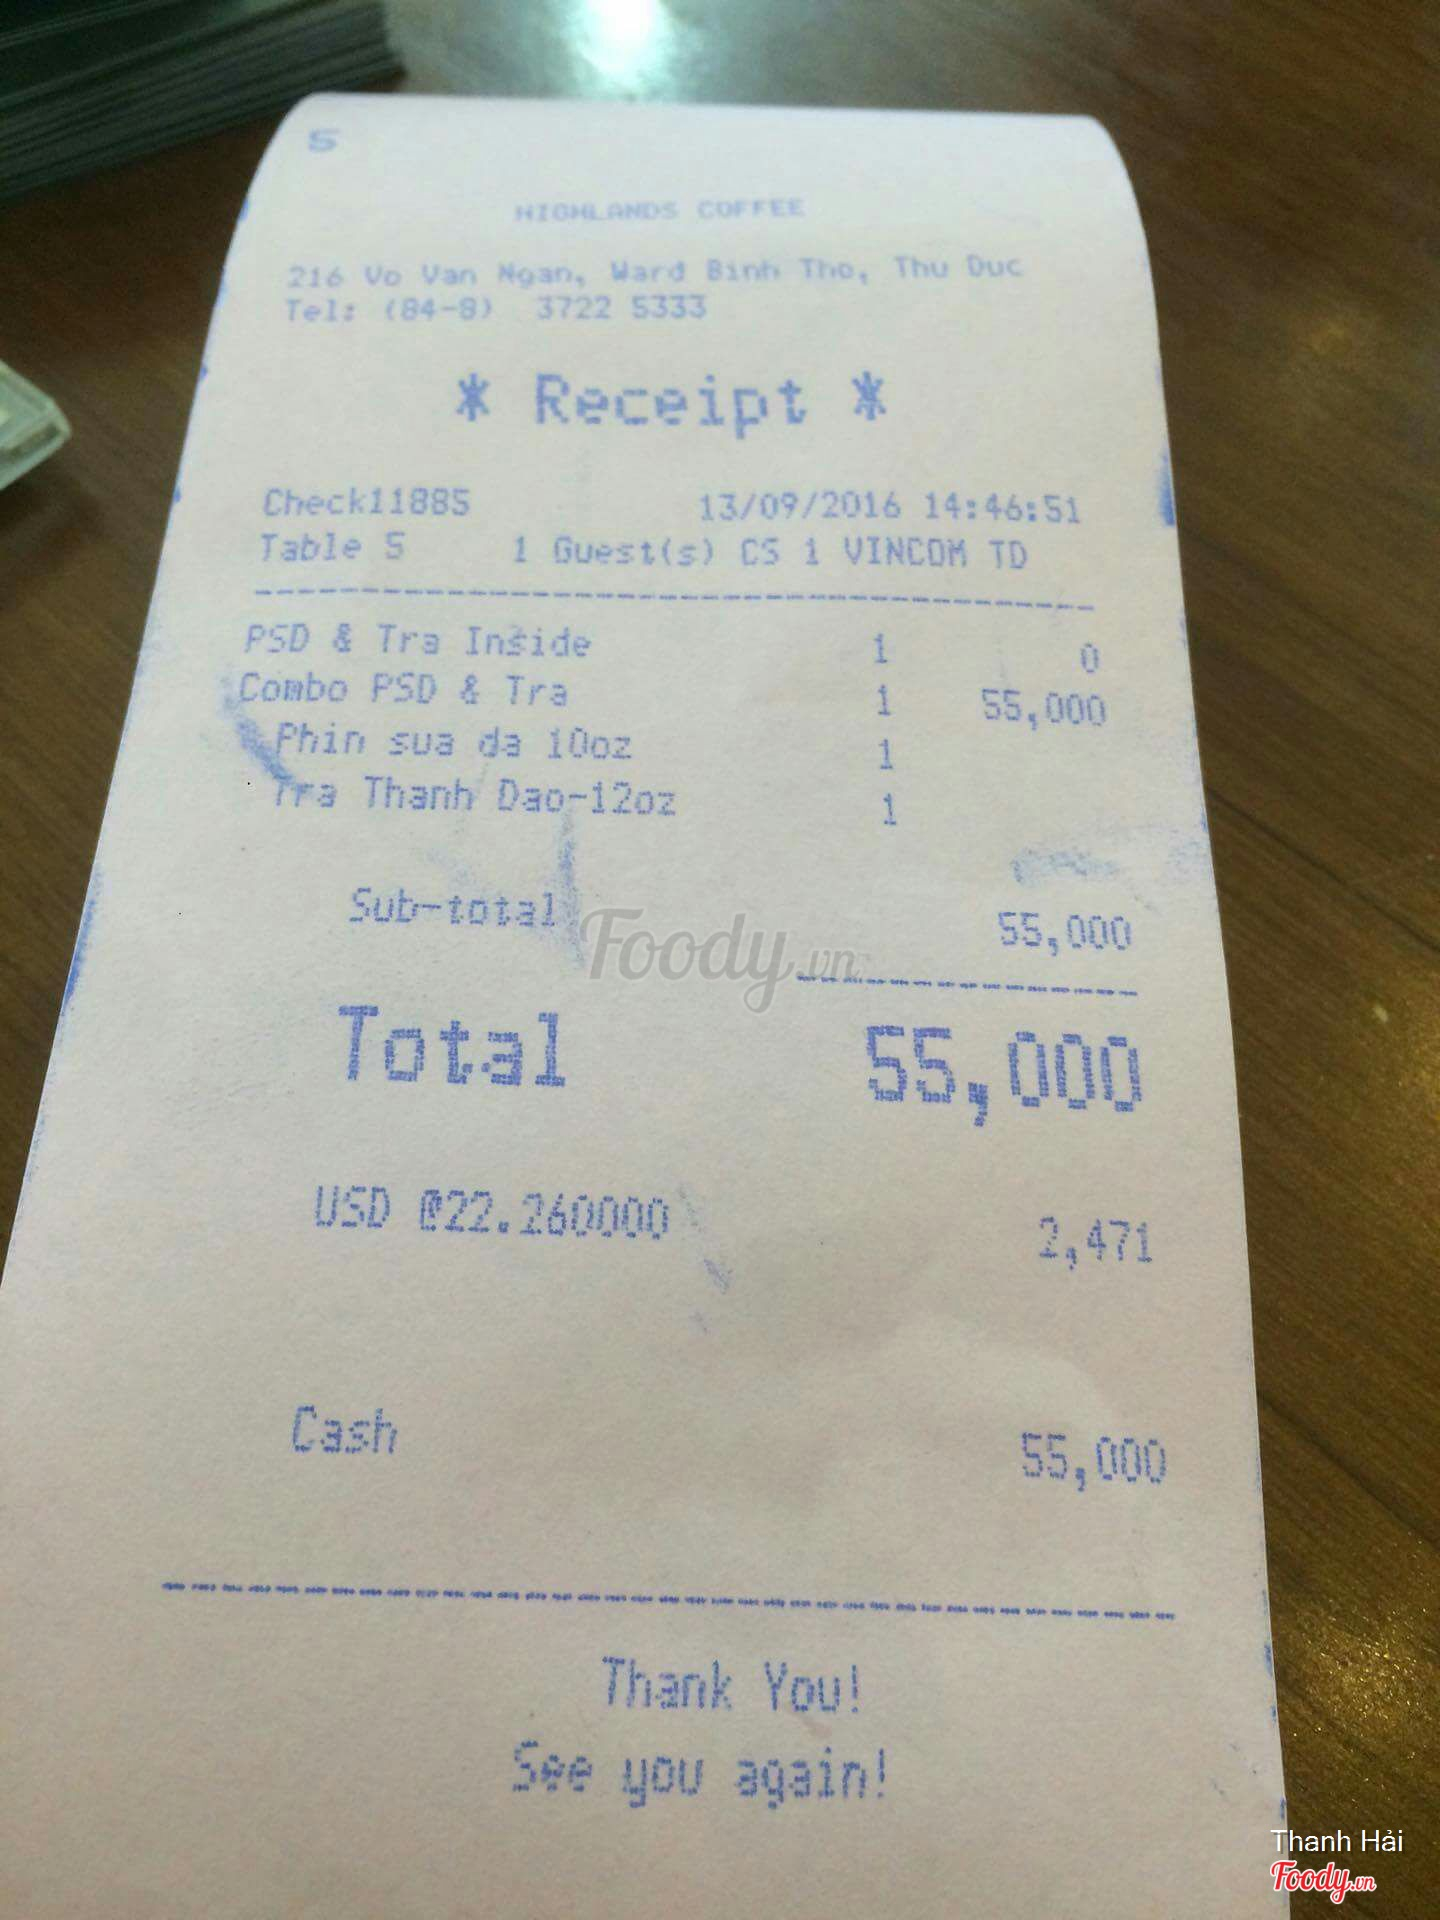 5
HIGHLANDS COFFEE
216 Vo Van Ngan, Ward Binh Tho, Thu Duc
Tel: (84-8) 3722 5333
* Receipt *
Check11885 13/09/2016 14:46:51
Table 5 1 Guest(s) CS 1 VINCOM TD
PSD & Tra Inside 1 0
Combo PSD & Tra 1 55,000
Phin sua da 10oz 1
Tra Thanh Dao-12oz 1
Sub-total 55,000
Foody.vn
Total 55,000
USD @22.260000 2,471
Cash 55,000
Thank You!
See you again!
Thanh Hải
Foody.vn